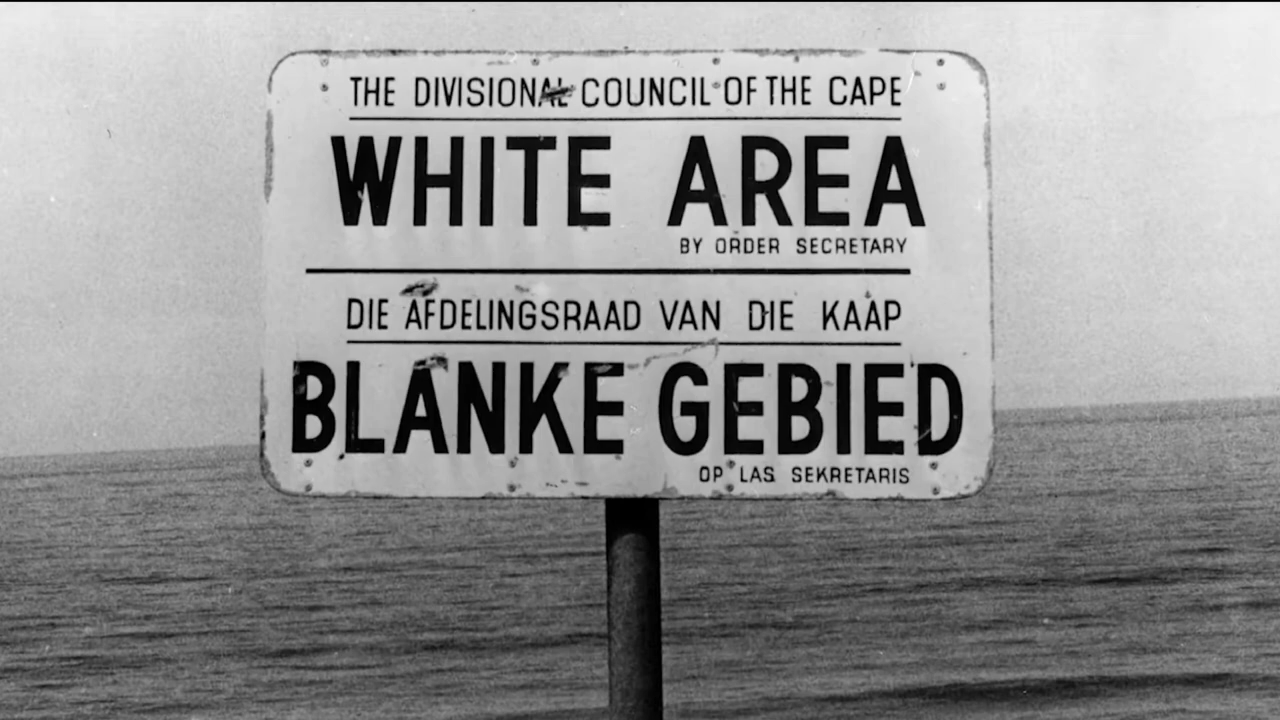 THE DIVISIONAL COUNCIL OF THE CAPE
WHITE AREA
BY ORDER SECRETARY
DIE AFDELINGSRAAD VAN DIE KAAP
BLANKE GEBIED
OP LAS SEKRETARIS